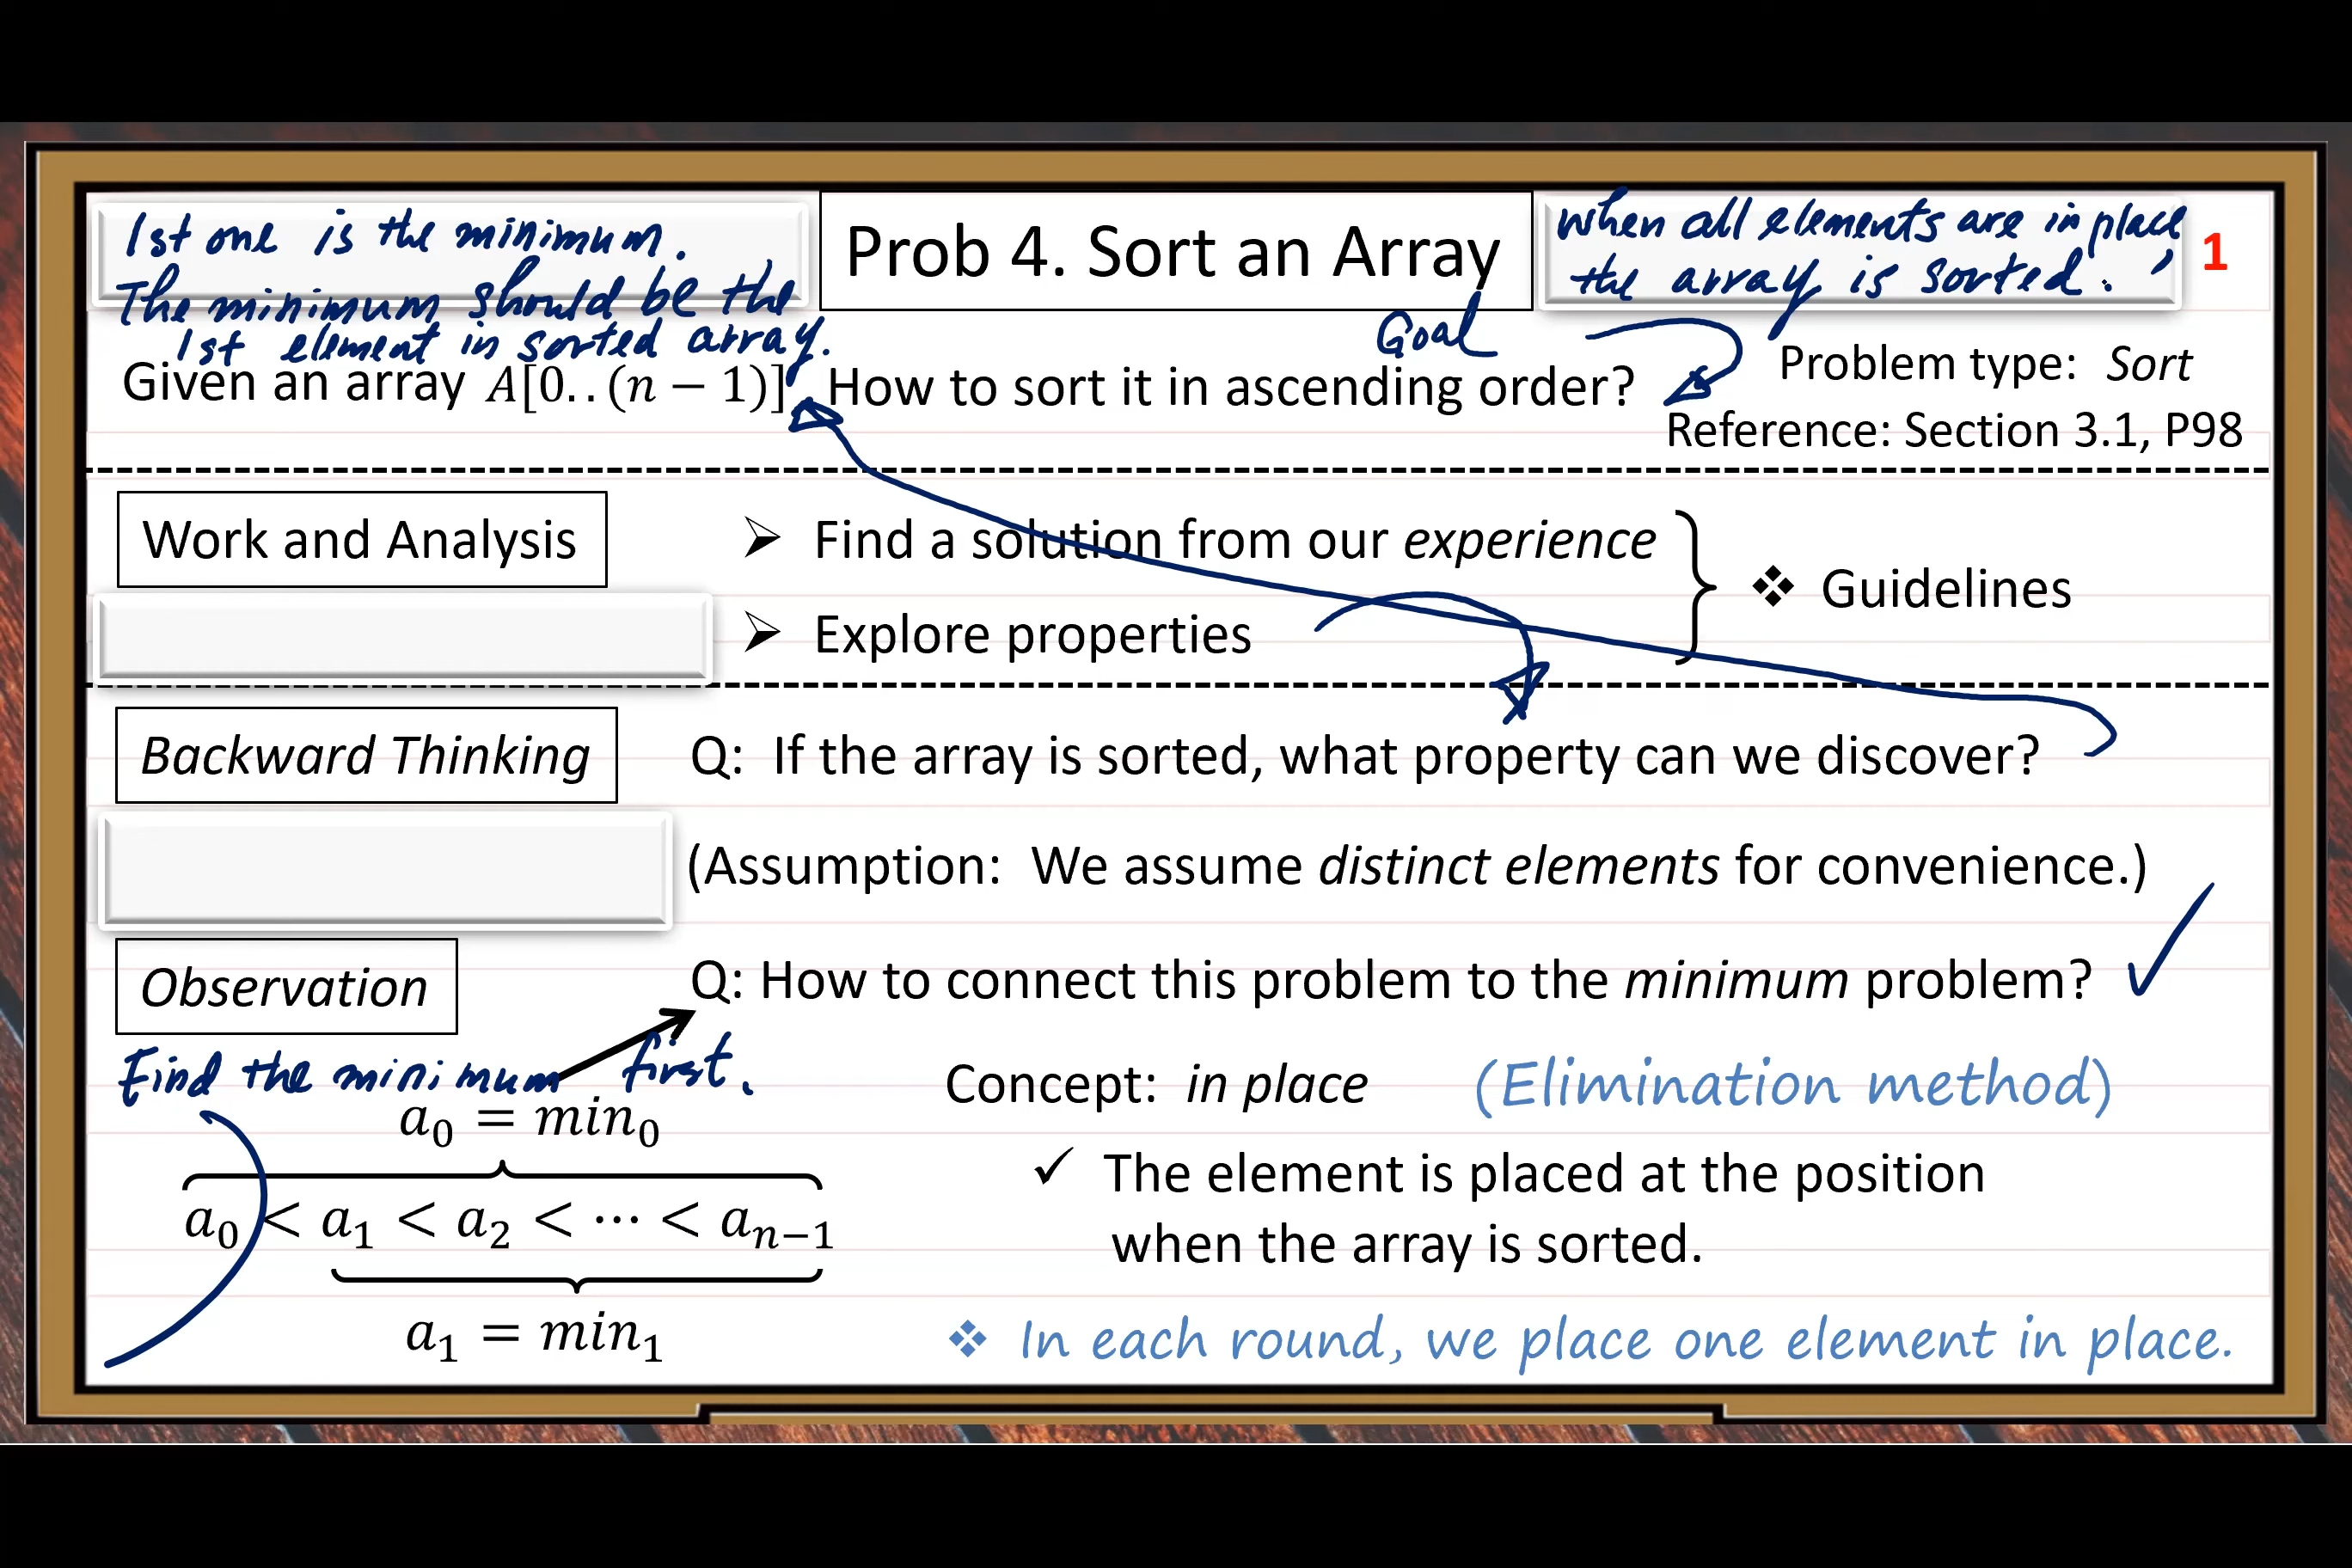 1st one is the minimum.
The minimum should be the
1st element in sorted array.
Prob 4. Sort an Array
When all elements are in place,
the array is sorted.
1
Goal
Given an array A[0..(n − 1)] How to sort it in ascending order?
Problem type: Sort
Reference: Section 3.1, P98
Work and Analysis
➢ Find a solution from our experience
➢ Explore properties
❖ Guidelines
Backward Thinking
Q: If the array is sorted, what property can we discover?
(Assumption: We assume distinct elements for convenience.)
Observation
Q: How to connect this problem to the minimum problem? ✓
Find the minimum first.
Concept: in place (Elimination method)
a₀ = min₀
✓ The element is placed at the position
when the array is sorted.
a₀ < a₁ < a₂ < ⋯ < aₙ₋₁
a₁ = min₁
❖ In each round, we place one element in place.